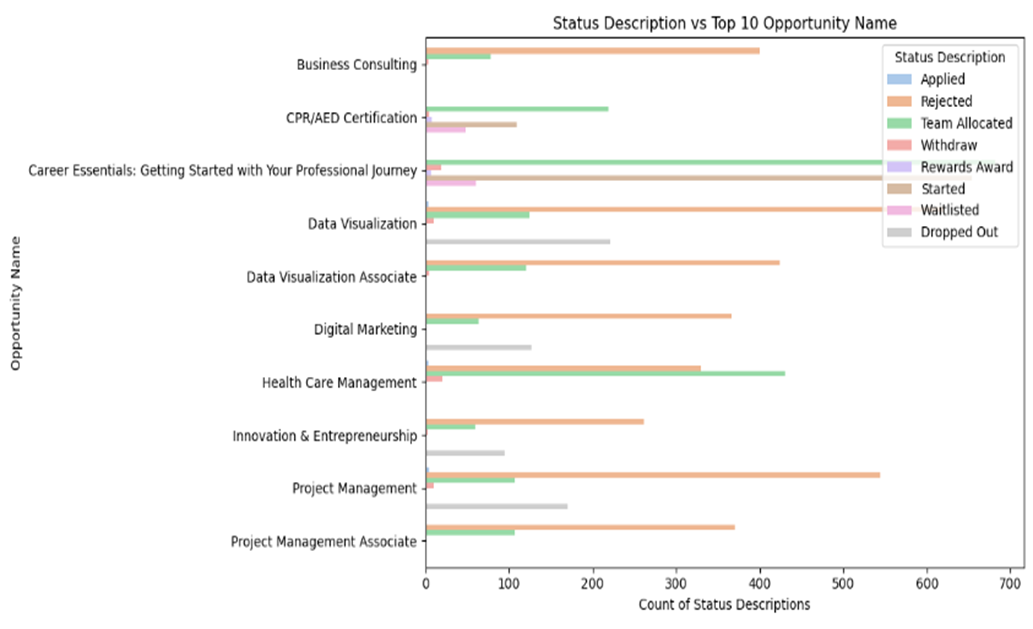 Status Description vs Top 10 Opportunity Name
Opportunity Name
Business Consulting
CPR/AED Certification
Career Essentials: Getting Started with Your Professional Journey
Data Visualization
Data Visualization Associate
Digital Marketing
Health Care Management
Innovation & Entrepreneurship
Project Management
Project Management Associate
Status Description
Applied
Rejected
Team Allocated
Withdraw
Rewards Award
Started
Waitlisted
Dropped Out
0 100 200 300 400 500 600 700
Count of Status Descriptions